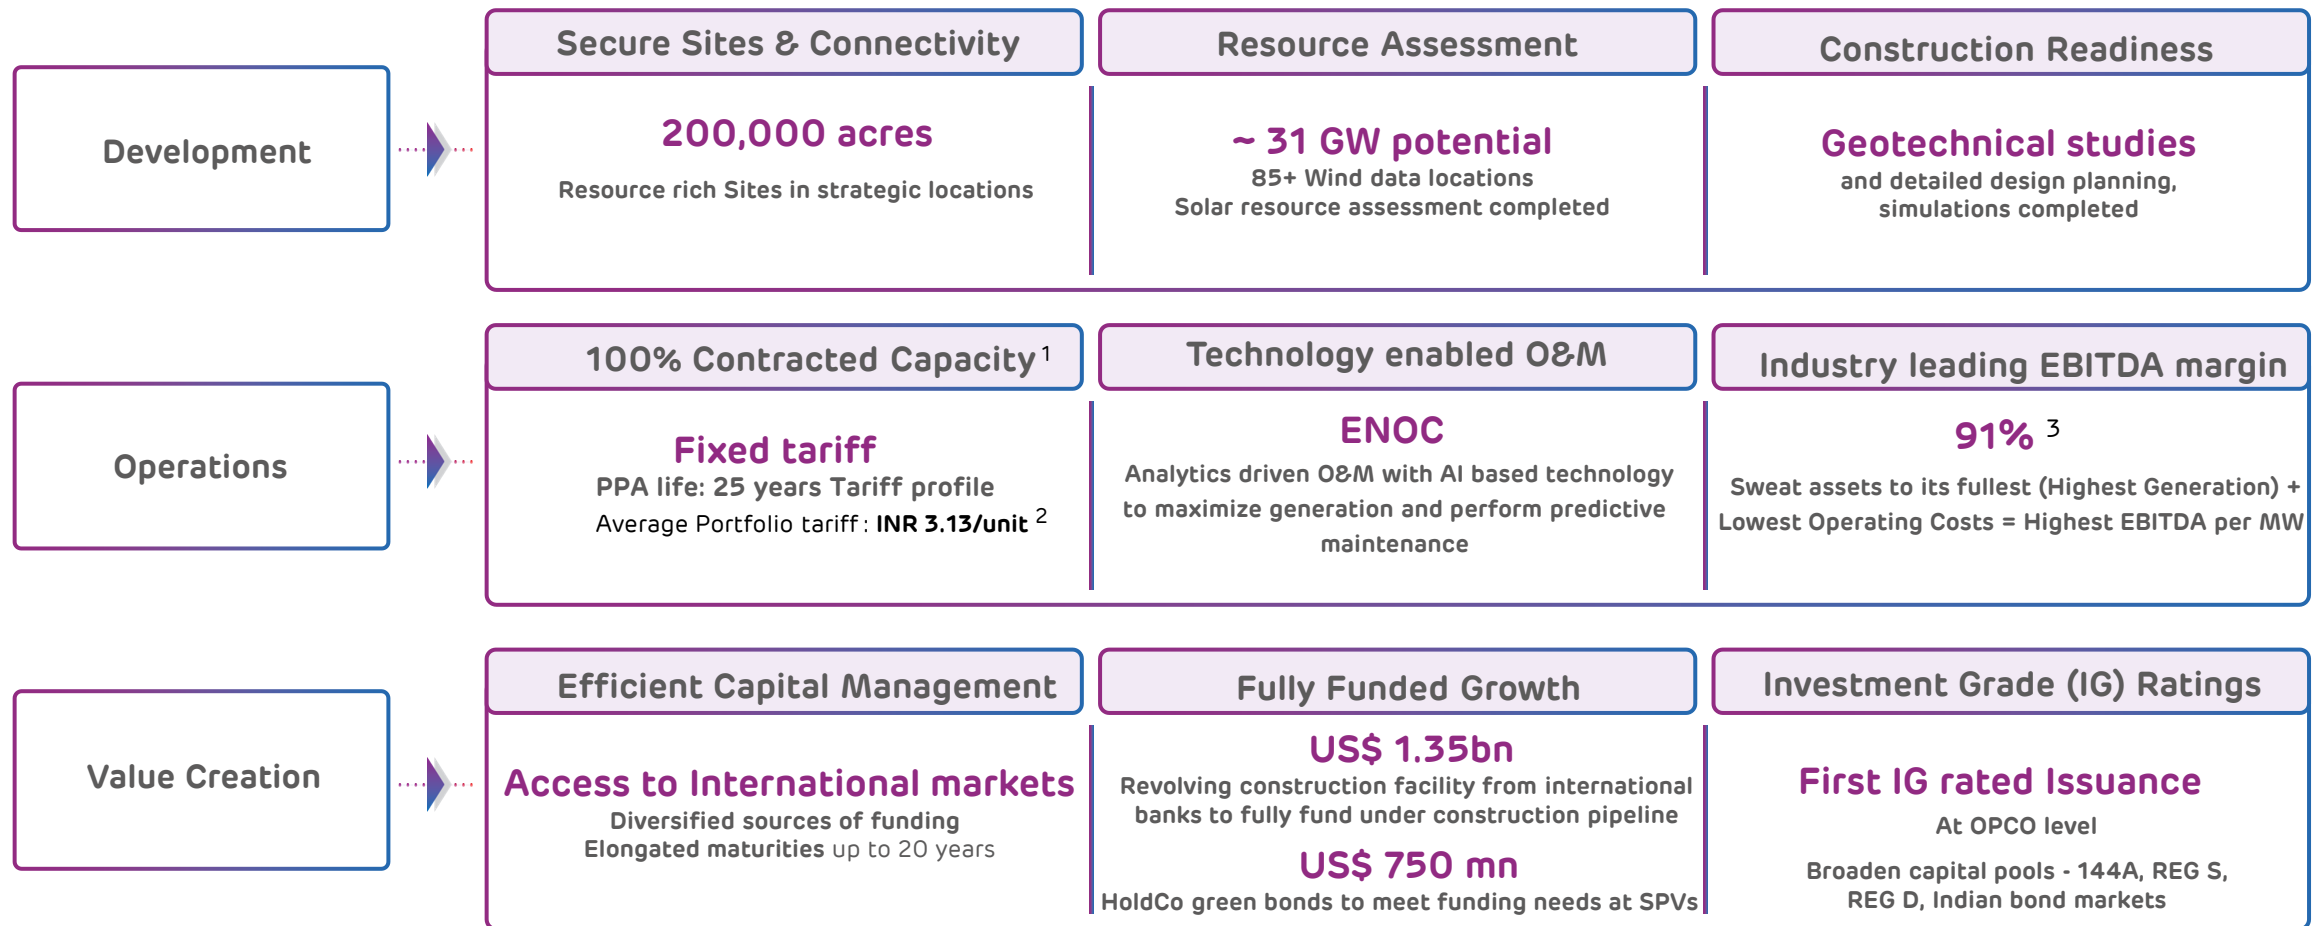 Development
Secure Sites & Connectivity
200,000 acres
Resource rich Sites in strategic locations
Resource Assessment
~ 31 GW potential
85+ Wind data locations
Solar resource assessment completed
Construction Readiness
Geotechnical studies
and detailed design planning,
simulations completed
Operations
100% Contracted Capacity 1
Fixed tariff
PPA life: 25 years Tariff profile
Average Portfolio tariff : INR 3.13/unit 2
Technology enabled O&M
ENOC
Analytics driven O&M with AI based technology
to maximize generation and perform predictive
maintenance
Industry leading EBITDA margin
91% 3
Sweat assets to its fullest (Highest Generation) +
Lowest Operating Costs = Highest EBITDA per MW
Value Creation
Efficient Capital Management
Access to International markets
Diversified sources of funding
Elongated maturities up to 20 years
Fully Funded Growth
US$ 1.35bn
Revolving construction facility from international
banks to fully fund under construction pipeline
US$ 750 mn
HoldCo green bonds to meet funding needs at SPVs
Investment Grade (IG) Ratings
First IG rated Issuance
At OPCO level
Broaden capital pools - 144A, REG S,
REG D, Indian bond markets